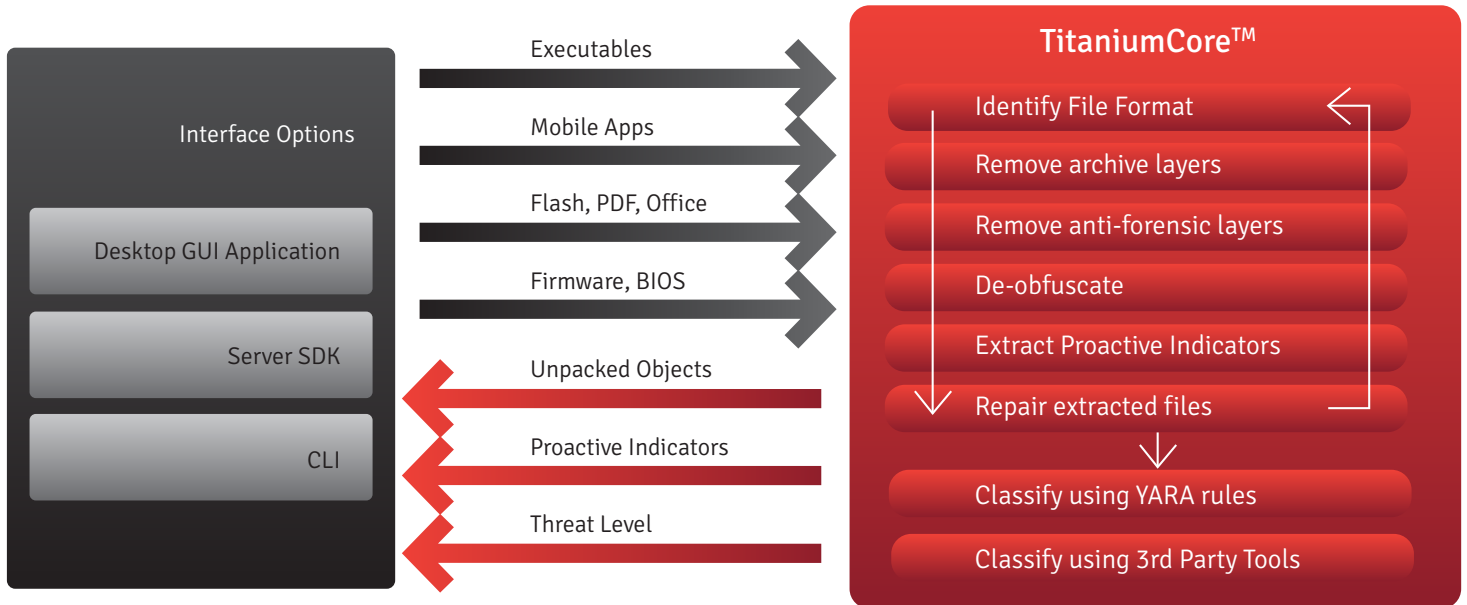 Interface Options
Desktop GUI Application
Server SDK
CLI
Executables
Mobile Apps
Flash, PDF, Office
Firmware, BIOS
Unpacked Objects
Proactive Indicators
Threat Level
TitaniumCore™
Identify File Format
Remove archive layers
Remove anti-forensic layers
De-obfuscate
Extract Proactive Indicators
Repair extracted files
Classify using YARA rules
Classify using 3rd Party Tools